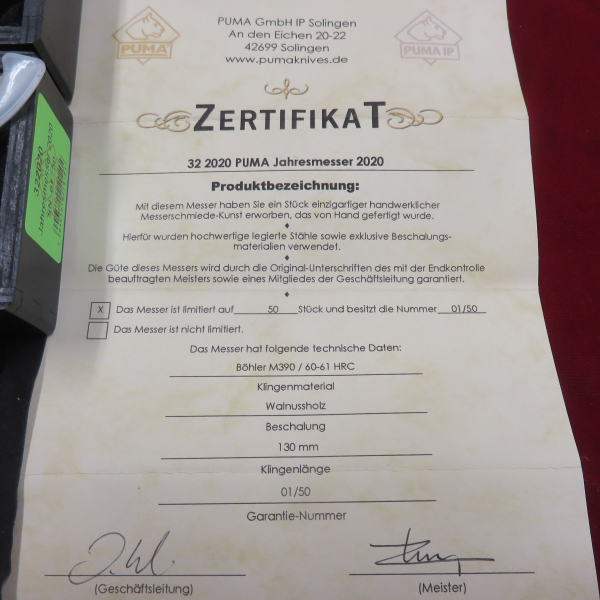 PUMA
PUMA GmbH IP Solingen
An den Eichen 20-22
42699 Solingen
www.pumaknives.de
PUMA IP
ZERTIFIKAT
32 2020 PUMA Jahresmesser 2020
Produktbezeichnung:
Mit diesem Messer haben Sie ein Stück einzigartiger handwerklicher
Messerschmiede-Kunst erworben, das von Hand gefertigt wurde.
Hierfür wurden hochwertige legierte Stähle sowie exklusive Beschalungs-
materialien verwendet.
Die Güte dieses Messers wird durch die Original-Unterschriften des mit der Endkontrolle
beauftragten Meisters sowie eines Mitgliedes der Geschäftsleitung garantiert.
X Das Messer ist limitiert auf 50 Stück und besitzt die Nummer 01/50
Das Messer ist nicht limitiert.
Das Messer hat folgende technische Daten:
Böhler M390 / 60-61 HRC
Klingenmaterial
Walnussholz
Beschalung
130 mm
Klingenlänge
01/50
Garantie-Nummer
(Geschäftsleitung)
(Meister)
322020